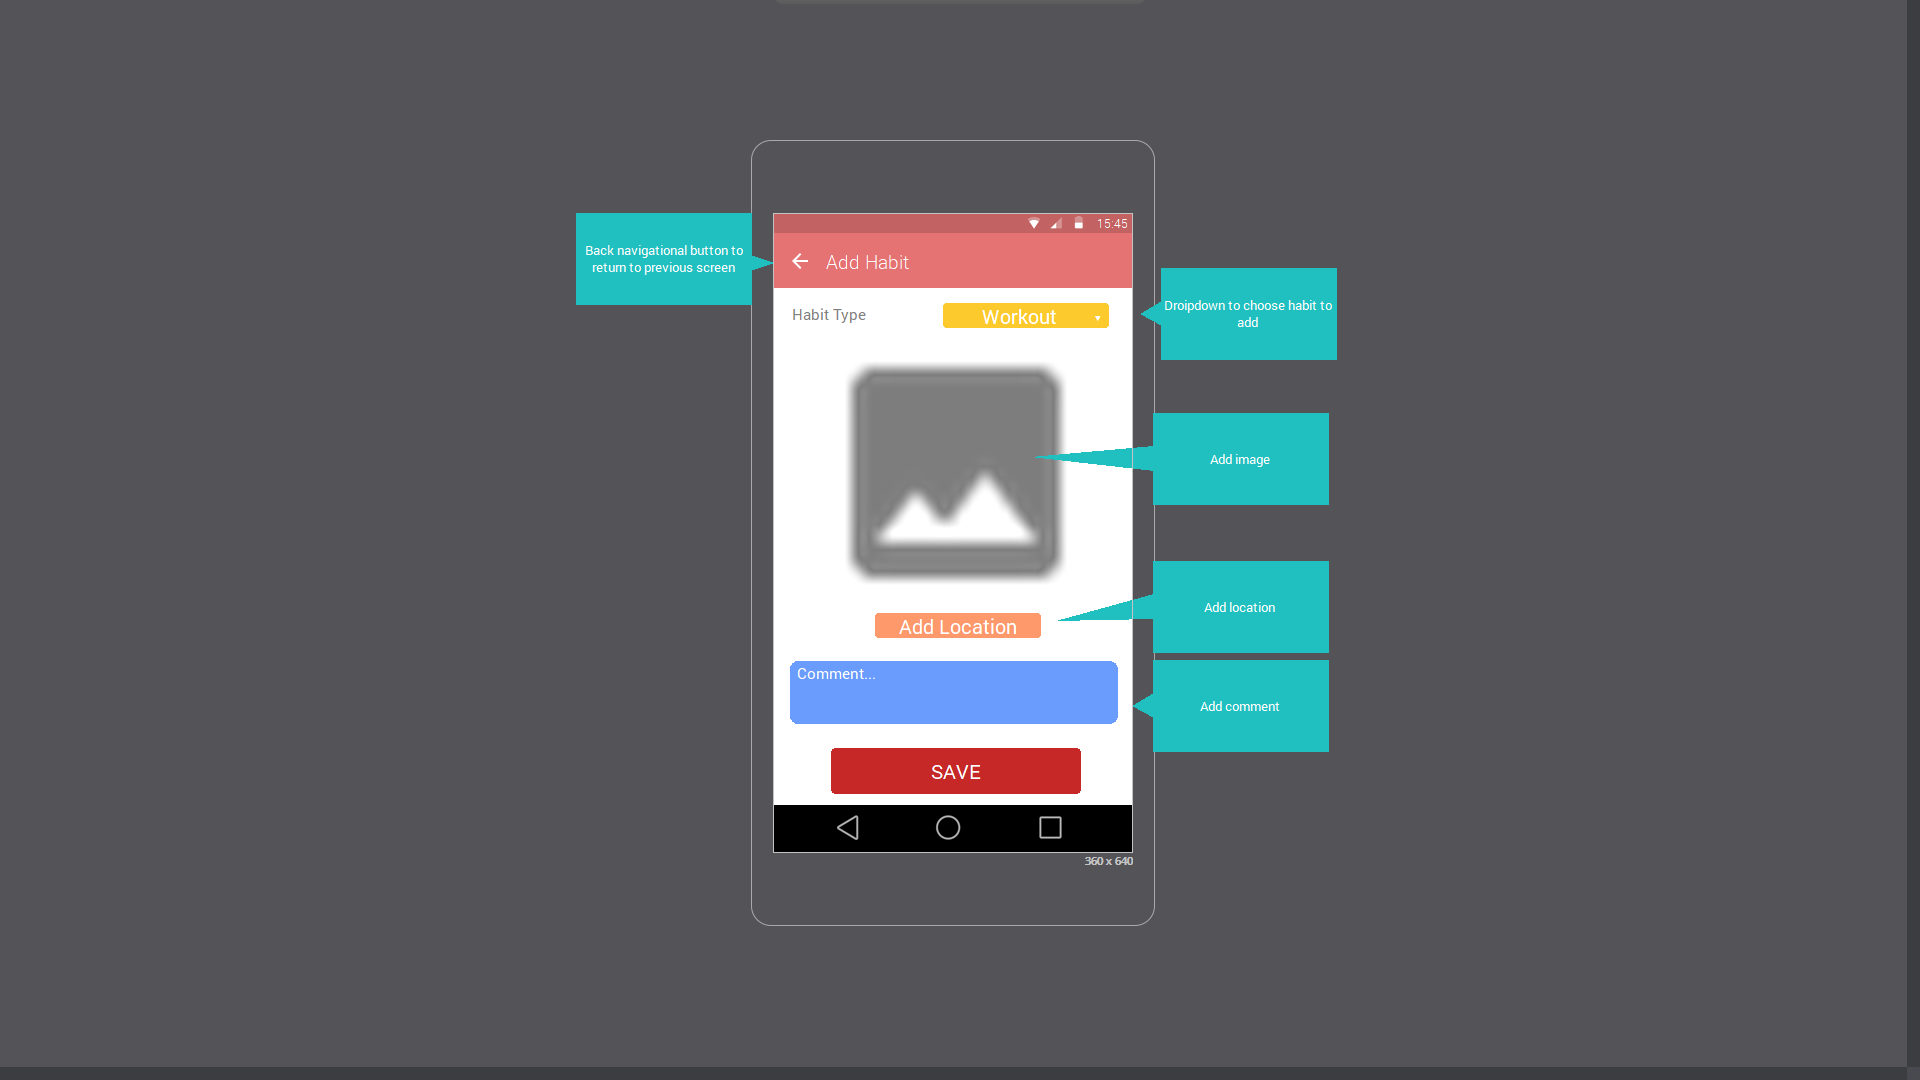 15:45
Back navigational button to
return to previous screen
Add Habit
Droipdown to choose habit to
add
Habit Type
Workout
Add image
Add location
Add Location
Comment...
Add comment
SAVE
360 x 640